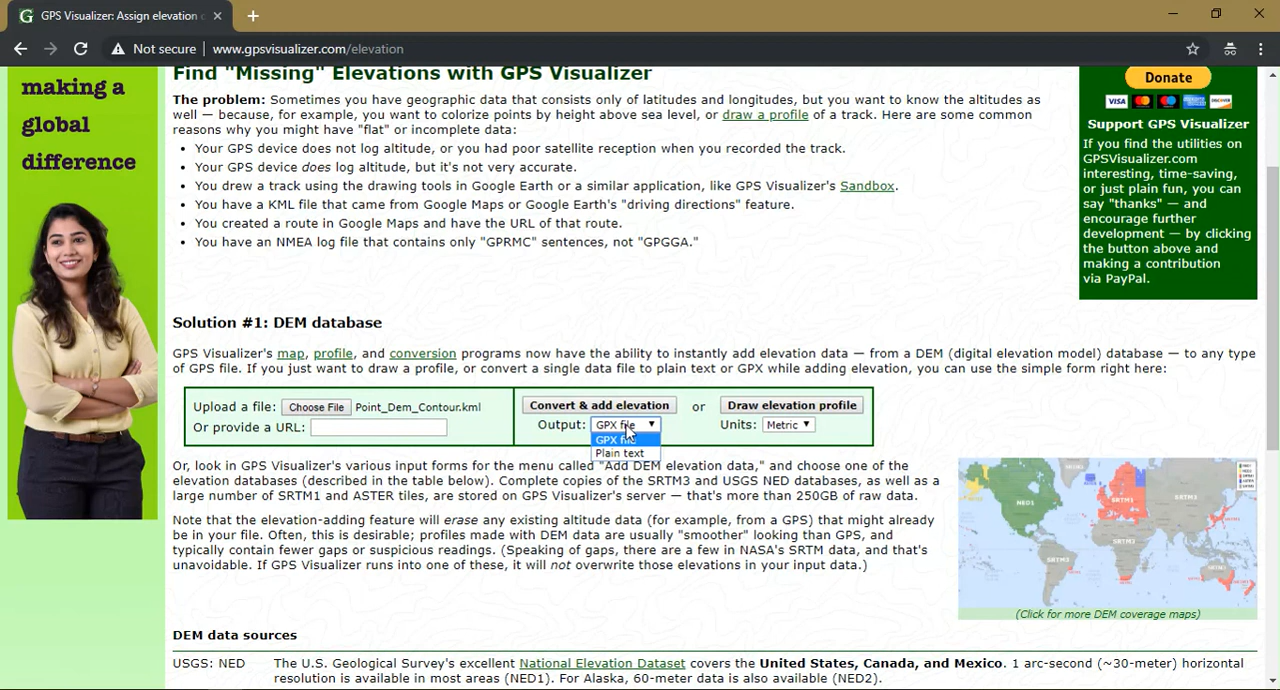 GPS Visualizer: Assign elevation
Not secure
www.gpsvisualizer.com/elevation
making a
global
difference
Find "Missing" Elevations with GPS Visualizer
The problem: Sometimes you have geographic data that consists only of latitudes and longitudes, but you want to know the altitudes as
well — because, for example, you want to colorize points by height above sea level, or draw a profile of a track. Here are some common
reasons why you might have "flat" or incomplete data:
Your GPS device does not log altitude, or you had poor satellite reception when you recorded the track.
Your GPS device does log altitude, but it's not very accurate.
You drew a track using the drawing tools in Google Earth or a similar application, like GPS Visualizer's Sandbox.
You have a KML file that came from Google Maps or Google Earth's "driving directions" feature.
You created a route in Google Maps and have the URL of that route.
You have an NMEA log file that contains only "GPRMC" sentences, not "GPGGA."
Donate
VISA
DISCOVER
Support GPS Visualizer
If you find the utilities on
GPSVisualizer.com
interesting, time-saving,
or just plain fun, you can
say "thanks" — and
encourage further
development — by clicking
the button above and
making a contribution
via PayPal.
Solution #1: DEM database
GPS Visualizer's map, profile, and conversion programs now have the ability to instantly add elevation data — from a DEM (digital elevation model) database — to any type
of GPS file. If you just want to draw a profile, or convert a single data file to plain text or GPX while adding elevation, you can use the simple form right here:
Upload a file: Choose File Point_Dem_Contour.kml
Or provide a URL:
Convert & add elevation or Draw elevation profile
Output: GPX file Units: Metric
GPX file
Plain text
Or, look in GPS Visualizer's various input forms for the menu called "Add DEM elevation data," and choose one of the
elevation databases (described in the table below). Complete copies of the SRTM3 and USGS NED databases, as well as a
large number of SRTM1 and ASTER tiles, are stored on GPS Visualizer's server — that's more than 250GB of raw data.
Note that the elevation-adding feature will erase any existing altitude data (for example, from a GPS) that might already
be in your file. Often, this is desirable; profiles made with DEM data are usually "smoother" looking than GPS, and
typically contain fewer gaps or suspicious readings. (Speaking of gaps, there are a few in NASA's SRTM data, and that's
unavoidable. If GPS Visualizer runs into one of these, it will not overwrite those elevations in your input data.)
NED1
SRTM1
SRTM3
SRTM3
SRTM3
(Click for more DEM coverage maps)
DEM data sources
USGS: NED
The U.S. Geological Survey's excellent National Elevation Dataset covers the United States, Canada, and Mexico. 1 arc-second (~30-meter) horizontal
resolution is available in most areas (NED1). For Alaska, 60-meter data is also available (NED2).